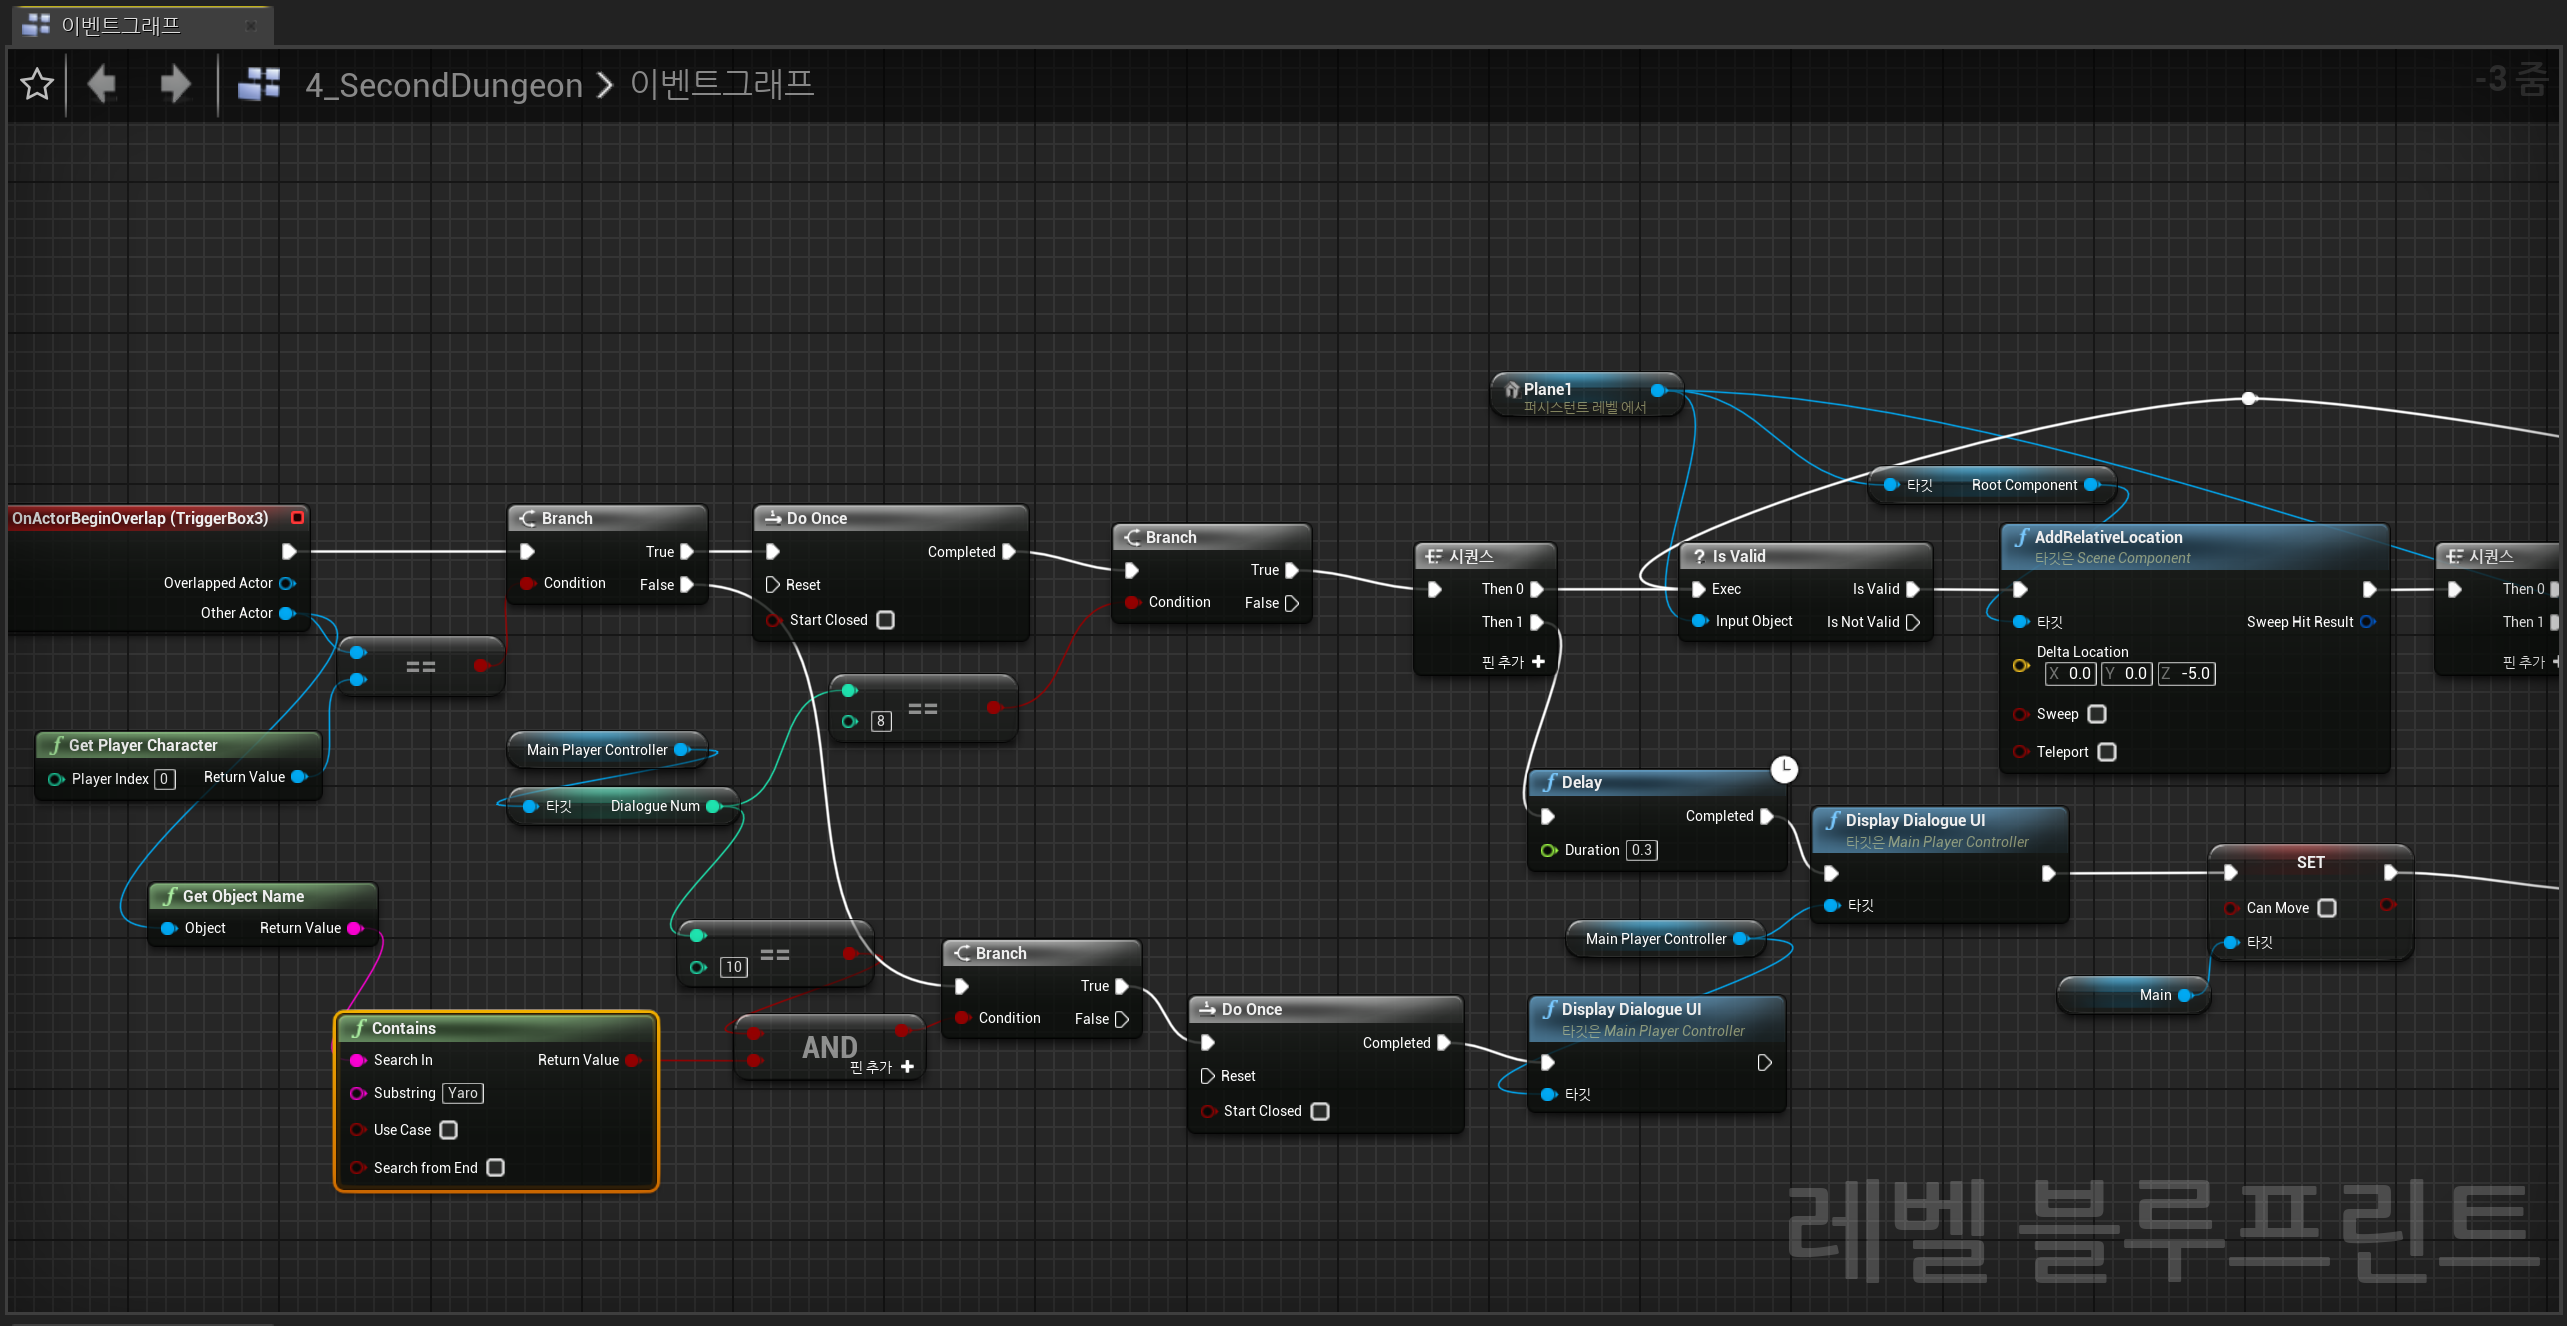 이벤트그래프
4_SecondDungeon > 이벤트그래프
-3 줌
Plane1
퍼시스턴트 레벨 에서
타깃 Root Component
OnActorBeginOverlap (TriggerBox3)
Overlapped Actor
Other Actor
Branch
True
Condition False
Do Once
Completed
Reset
Start Closed
Branch
True
Condition False
시퀀스
Then 0
Then 1
핀 추가
? Is Valid
Exec Is Valid
Input Object Is Not Valid
AddRelativeLocation
타깃은 Scene Component
타깃 Sweep Hit Result
Delta Location
X 0.0 Y 0.0 Z -5.0
Sweep
Teleport
시퀀스
Then 0
Then 1
핀 추가
==
Get Player Character
Player Index 0 Return Value
Main Player Controller
타깃 Dialogue Num
8 ==
Delay
Completed
Duration 0.3
Display Dialogue UI
타깃은 Main Player Controller
타깃
SET
Can Move
타깃
Main
Get Object Name
Object Return Value
10 ==
Main Player Controller
Branch
True
Condition False
Contains
Search In Return Value
Substring Yaro
Use Case
Search from End
AND
핀 추가
Do Once
Completed
Reset
Start Closed
Display Dialogue UI
타깃은 Main Player Controller
타깃
레벨 블루프린트